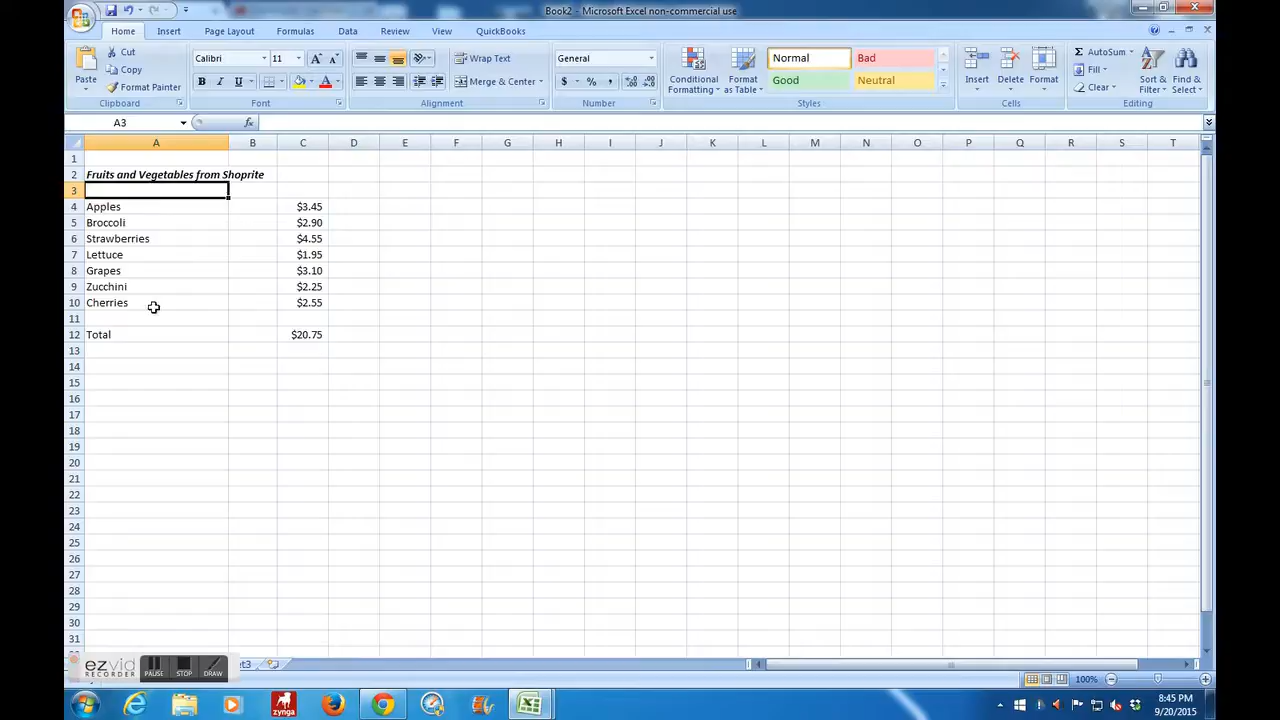 Book2 - Microsoft Excel non-commercial use
Home Insert Page Layout Formulas Data Review View QuickBooks
Paste
Cut
Copy
Format Painter
Clipboard
Calibri 11
B I U
Font
Wrap Text
Merge & Center
Alignment
General
$ % ,
Number
Conditional Formatting
Format as Table
Normal Bad
Good Neutral
Styles
Insert Delete Format
Cells
AutoSum
Fill
Clear
Sort & Filter
Find & Select
Editing
A3 fx
A B C D E F H I J K L M N O P Q R S T
1
2 Fruits and Vegetables from Shoprite
3
4 Apples $3.45
5 Broccoli $2.90
6 Strawberries $4.55
7 Lettuce $1.95
8 Grapes $3.10
9 Zucchini $2.25
10 Cherries $2.55
11
12 Total $20.75
13
14
15
16
17
18
19
20
21
22
23
24
25
26
27
28
29
30
31
ezvid
RECORDER
PAUSE STOP DRAW
100%
zynga
8:45 PM
9/20/2015